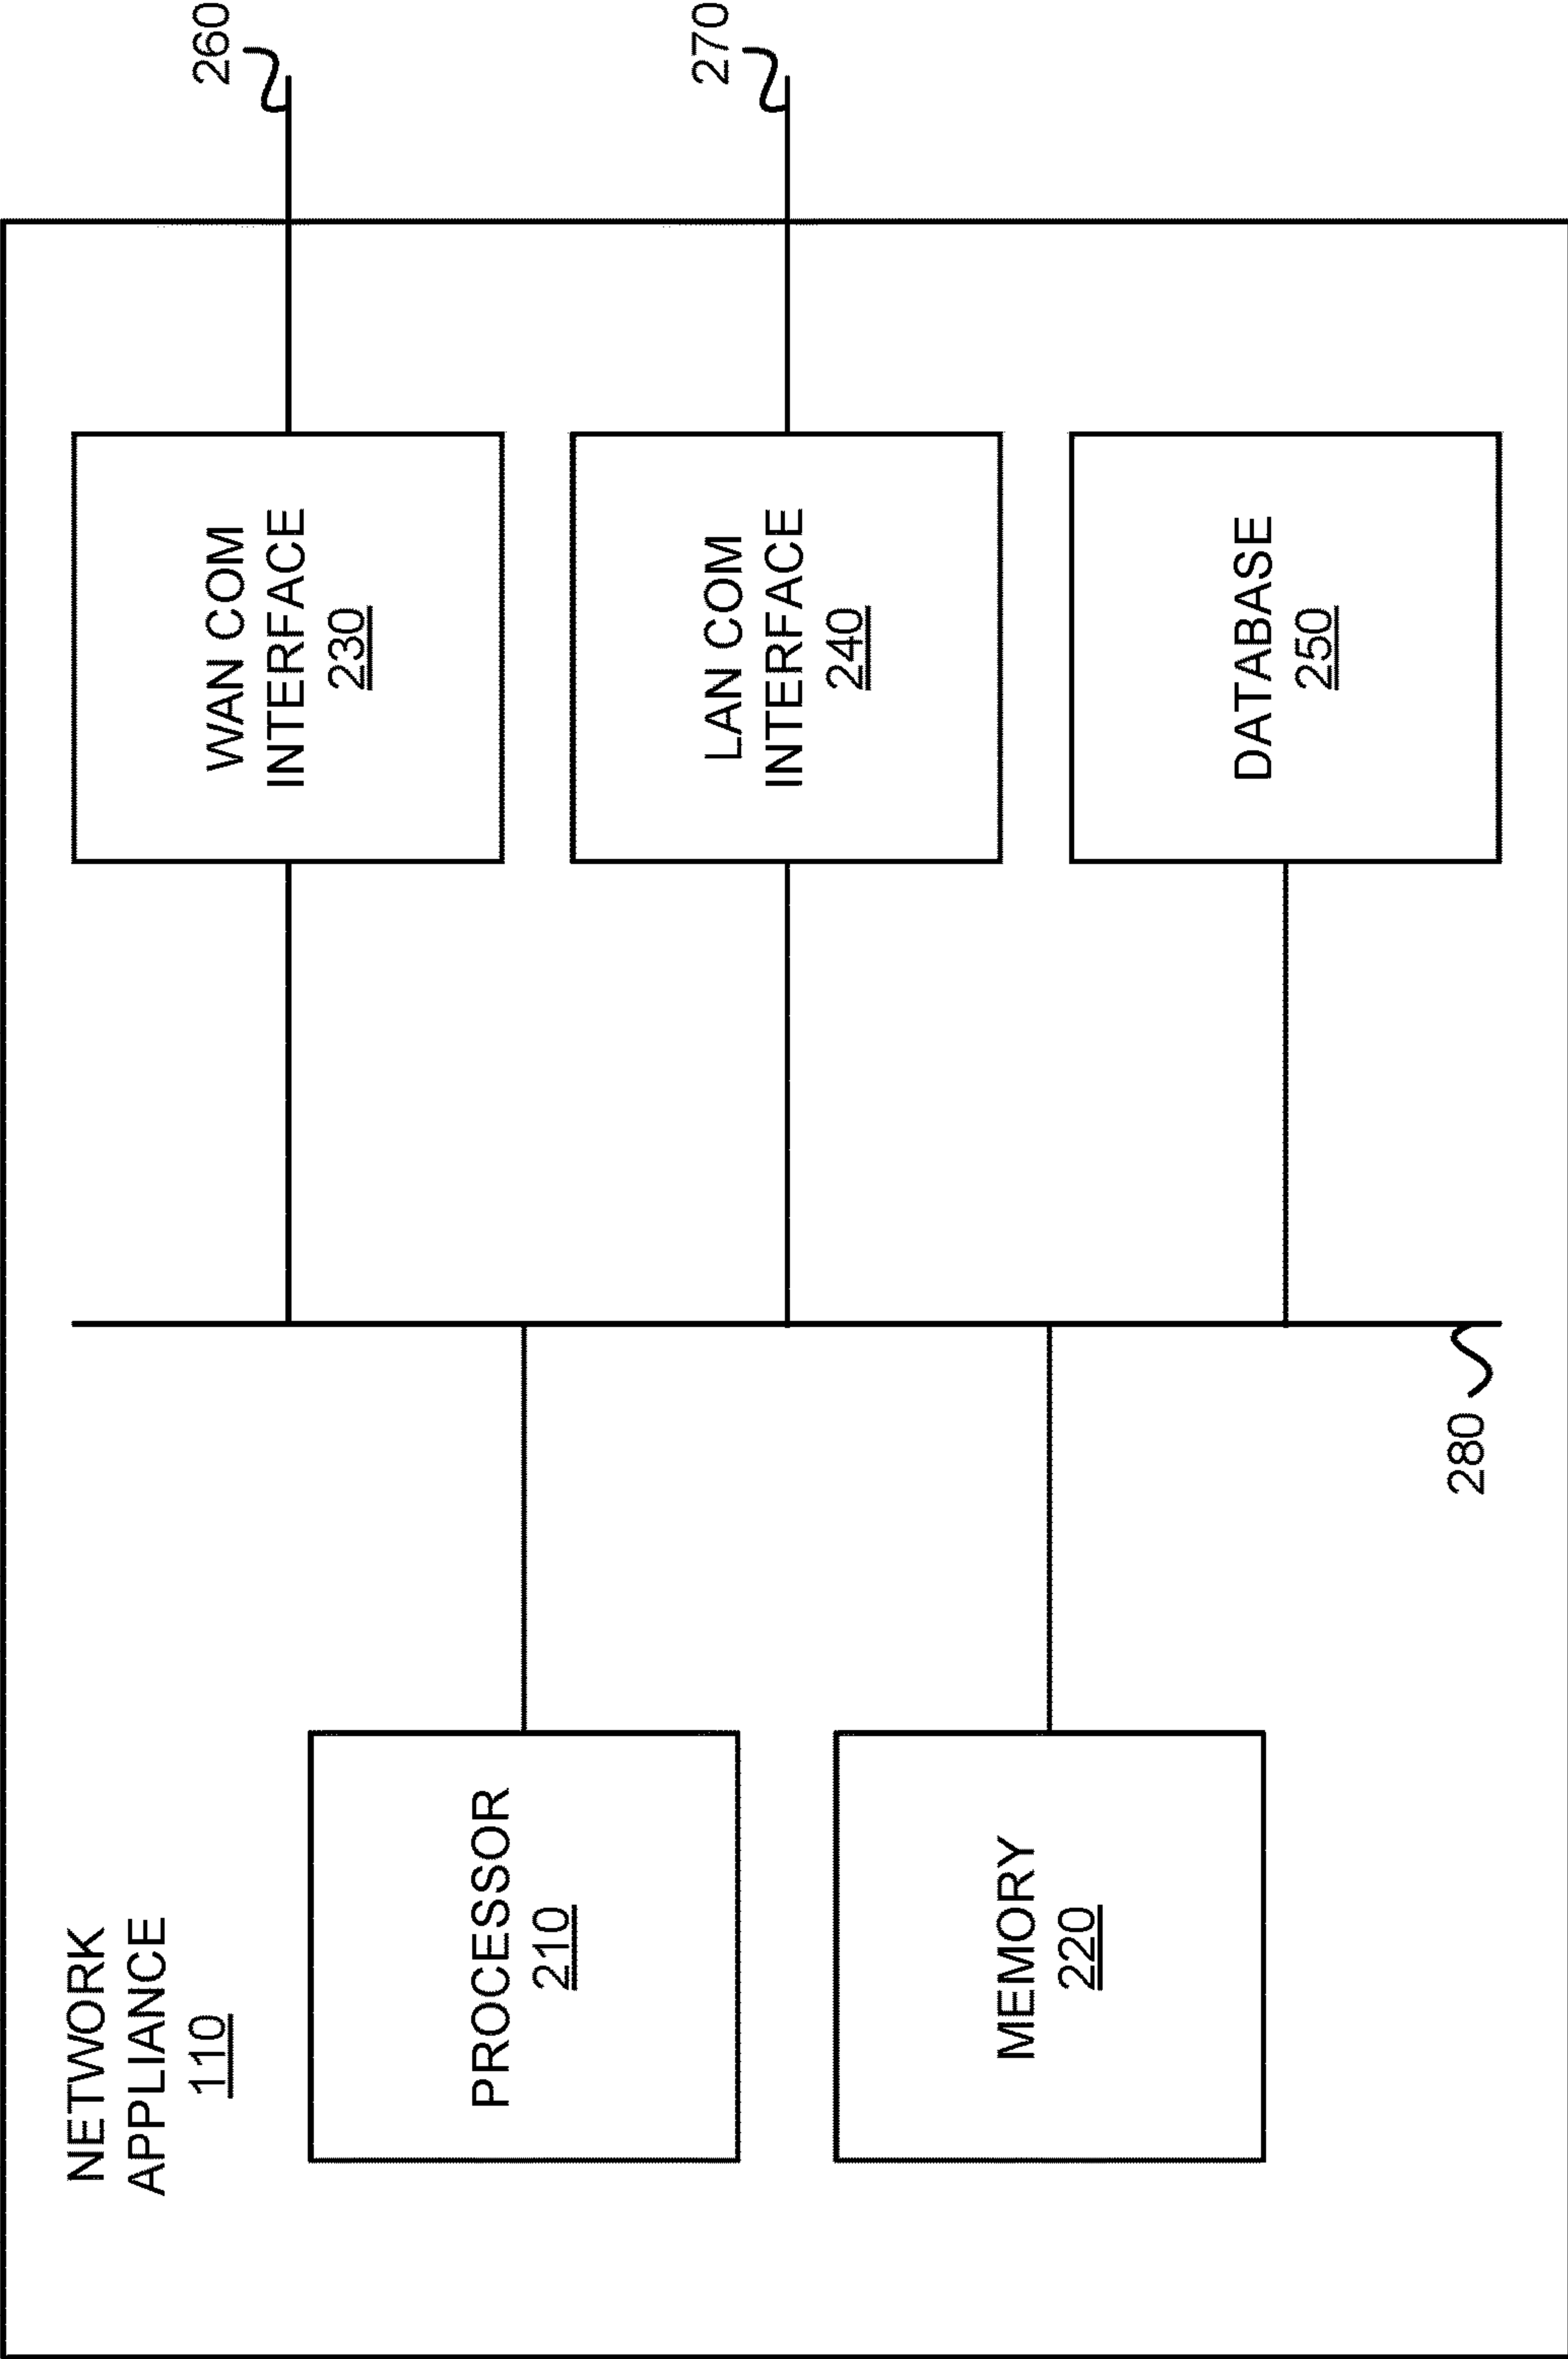 NETWORK
APPLIANCE
110
PROCESSOR
210
MEMORY
220
280
WAN COM
INTERFACE
230
LAN COM
INTERFACE
240
DATABASE
250
260
270